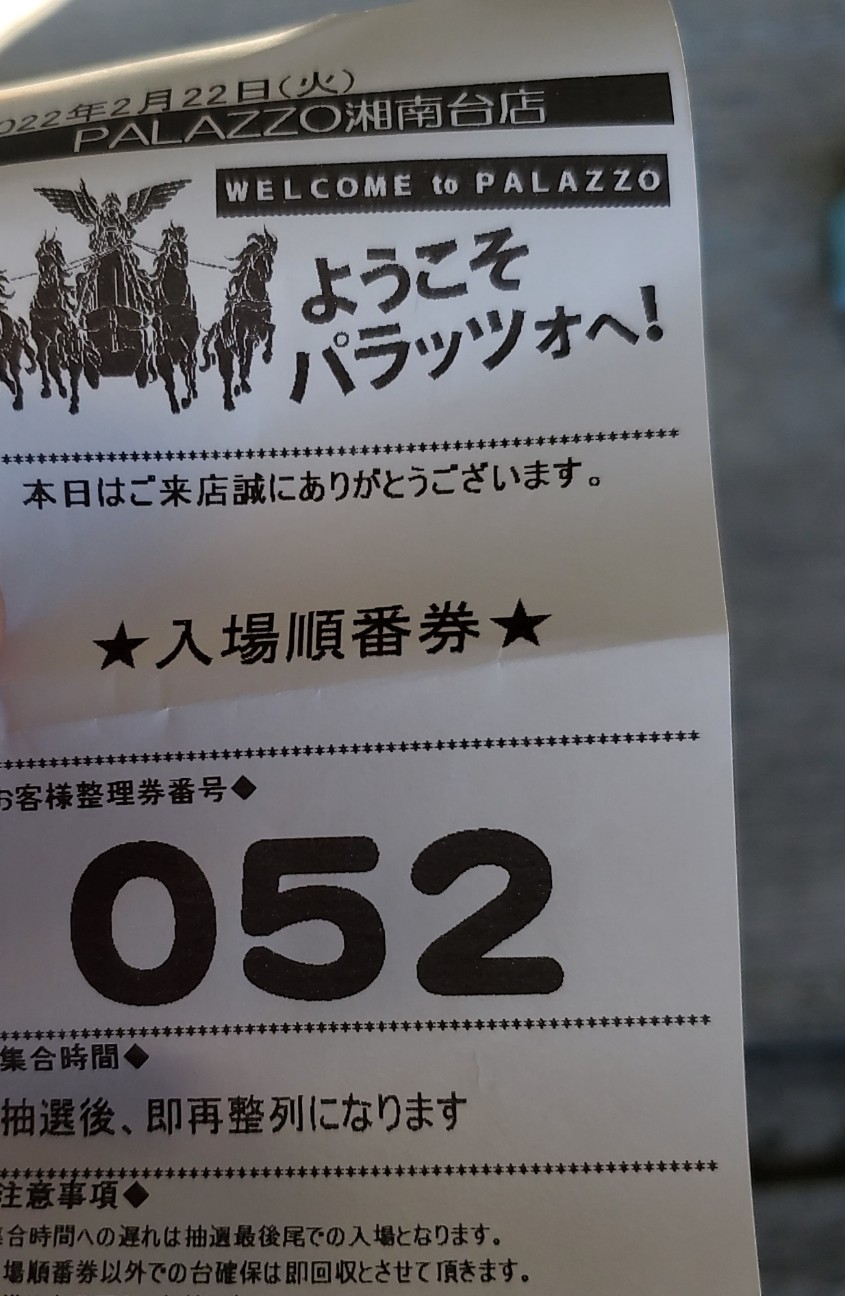 022年2月22日(火)
PALAZZO湘南台店
WELCOME to PALAZZO
ようこそ
パラッツォへ!
本日はご来店誠にありがとうございます。
★入場順番券★
お客様整理券番号◆
052
集合時間◆
抽選後、即再整列になります
注意事項◆
合時間への遅れは抽選最後尾での入場となります。
場順番券以外での台確保は即回収とさせて頂きます。